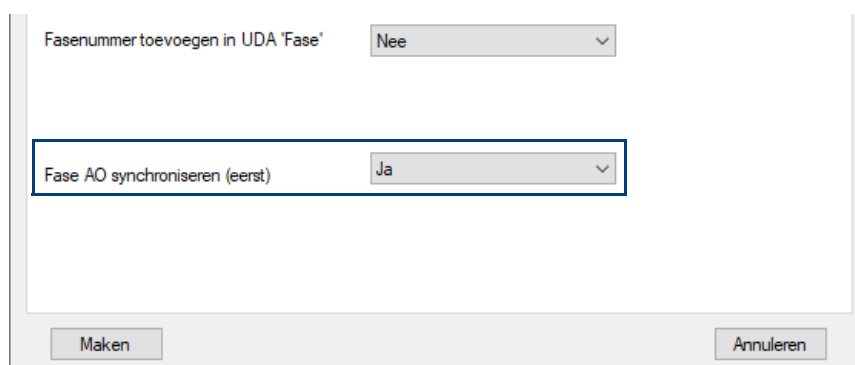 Fasenummer toevoegen in UDA 'Fase' Nee
Fase AO synchroniseren (eerst) Ja
Maken Annuleren